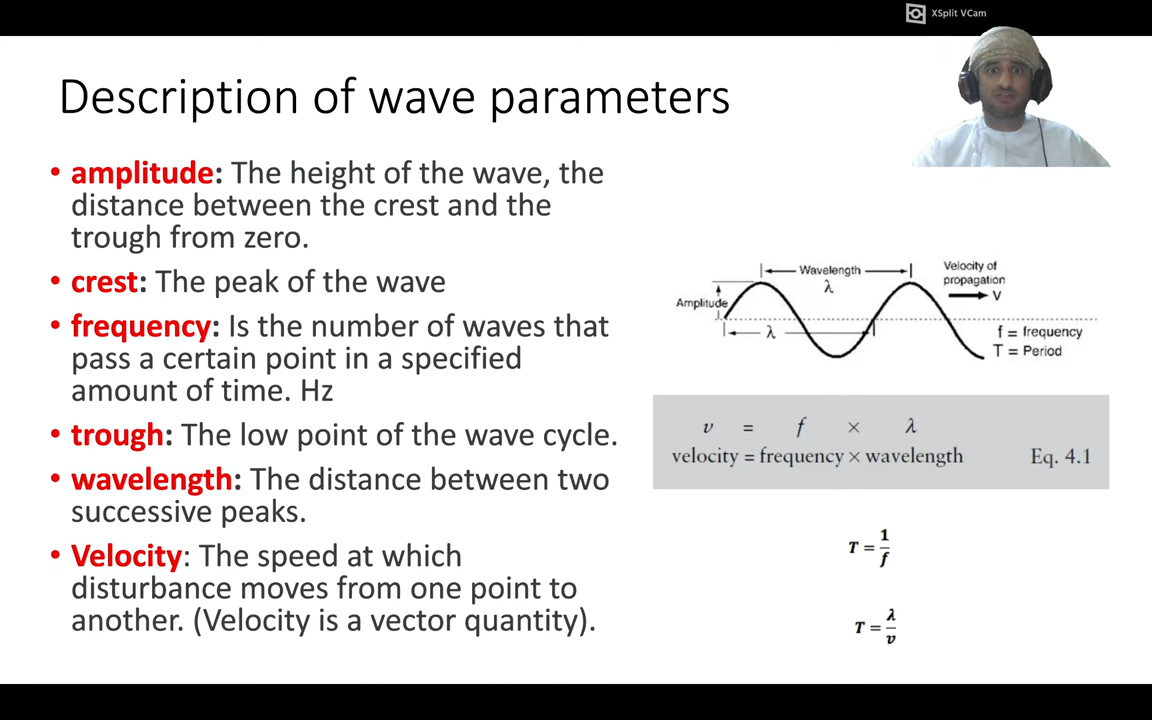 XSplit VCam
Description of wave parameters
• amplitude: The height of the wave, the
distance between the crest and the
trough from zero.
• crest: The peak of the wave
• frequency: Is the number of waves that
pass a certain point in a specified
amount of time. Hz
• trough: The low point of the wave cycle.
• wavelength: The distance between two
successive peaks.
• Velocity: The speed at which
disturbance moves from one point to
another. (Velocity is a vector quantity).
Wavelength
λ
Velocity of
propagation
V
Amplitude
λ
f = frequency
T = Period
v = f × λ
velocity = frequency × wavelength Eq. 4.1
T = 1/f
T = λ/v